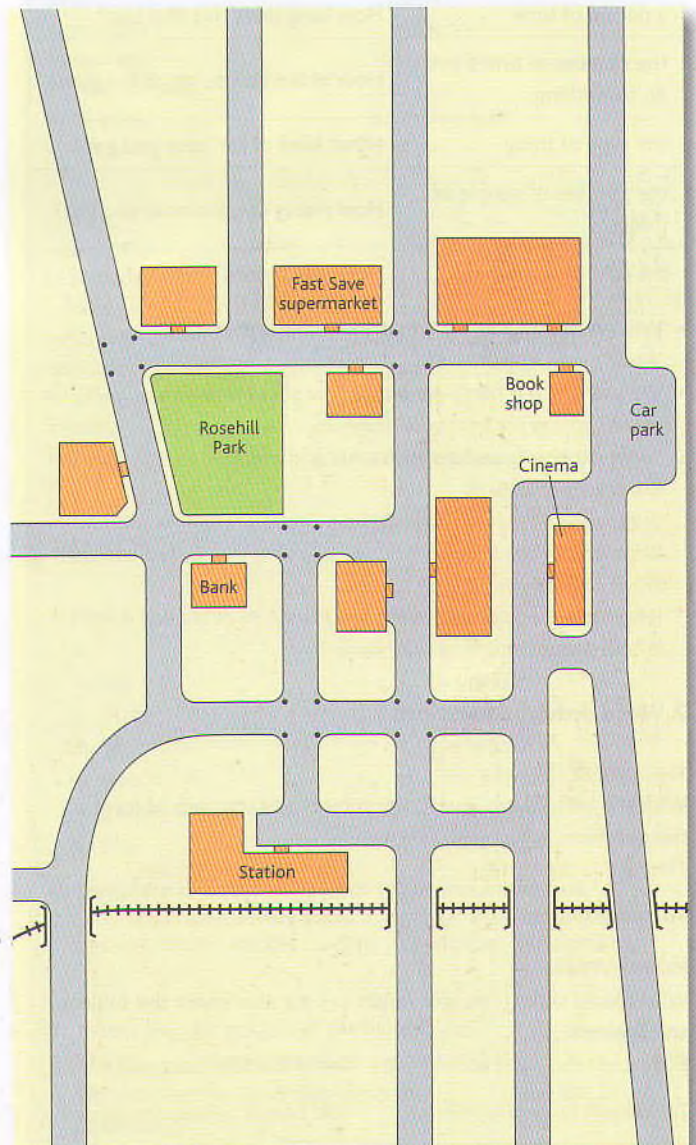 Fast Save
supermarket
Book
shop
Car
park
Rosehill
Park
Cinema
Bank
Station